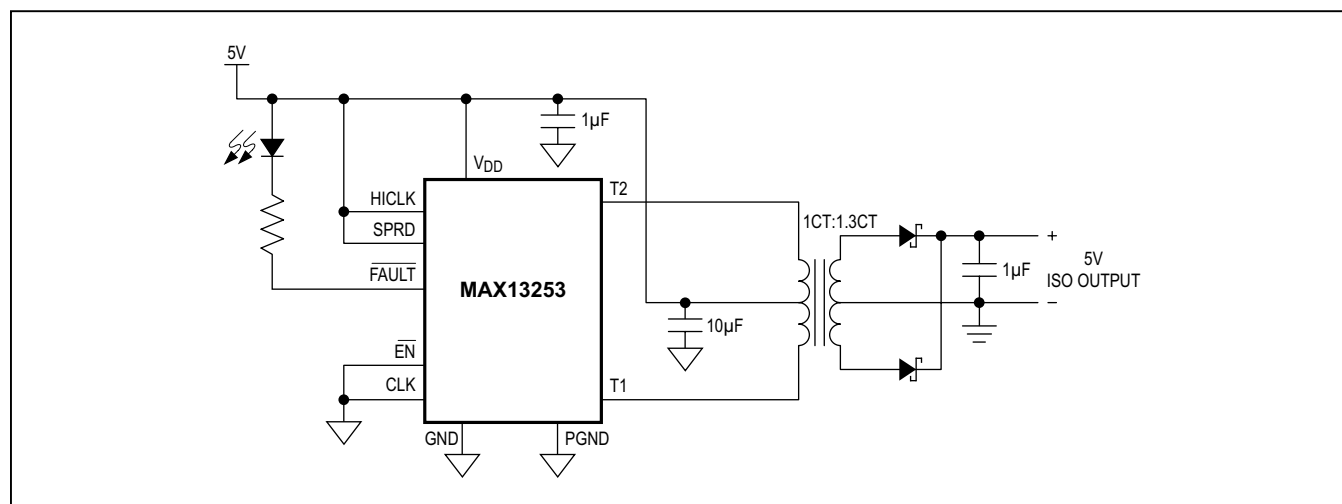 5V
1µF
VDD
T2
HICLK
SPRD
1CT:1.3CT
+
5V
1µF
ISO OUTPUT
FAULT
MAX13253
−
10µF
EN
CLK
T1
GND
PGND